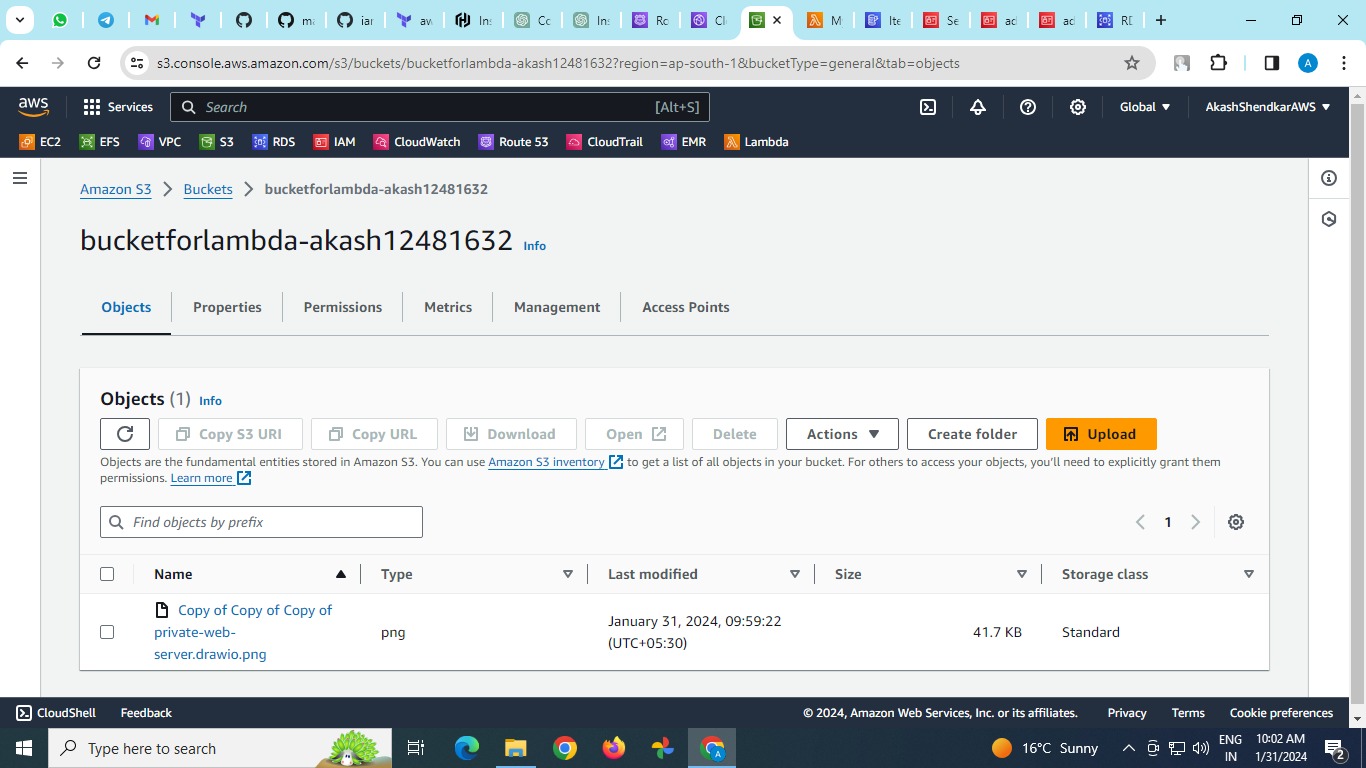 m
iar
aw
In:
Co
Ins
Ro
Cl
M
Ite
Se
ad
ad
RD
s3.console.aws.amazon.com/s3/buckets/bucketforlambda-akash12481632?region=ap-south-1&bucketType=general&tab=objects
A
aws
Services
Search
[Alt+S]
Global
AkashShendkarAWS
EC2
EFS
VPC
S3
RDS
IAM
CloudWatch
Route 53
CloudTrail
EMR
Lambda
Amazon S3
Buckets
bucketforlambda-akash12481632
bucketforlambda-akash12481632 Info
Objects
Properties
Permissions
Metrics
Management
Access Points
Objects (1) Info
Copy S3 URI
Copy URL
Download
Open
Delete
Actions
Create folder
Upload
Objects are the fundamental entities stored in Amazon S3. You can use Amazon S3 inventory to get a list of all objects in your bucket. For others to access your objects, you'll need to explicitly grant them
permissions. Learn more
Find objects by prefix
1
Name
Type
Last modified
Size
Storage class
Copy of Copy of Copy of
private-web-
server.drawio.png
png
January 31, 2024, 09:59:22
(UTC+05:30)
41.7 KB
Standard
CloudShell
Feedback
© 2024, Amazon Web Services, Inc. or its affiliates.
Privacy
Terms
Cookie preferences
Type here to search
A
16°C Sunny
ENG
IN
10:02 AM
1/31/2024
2